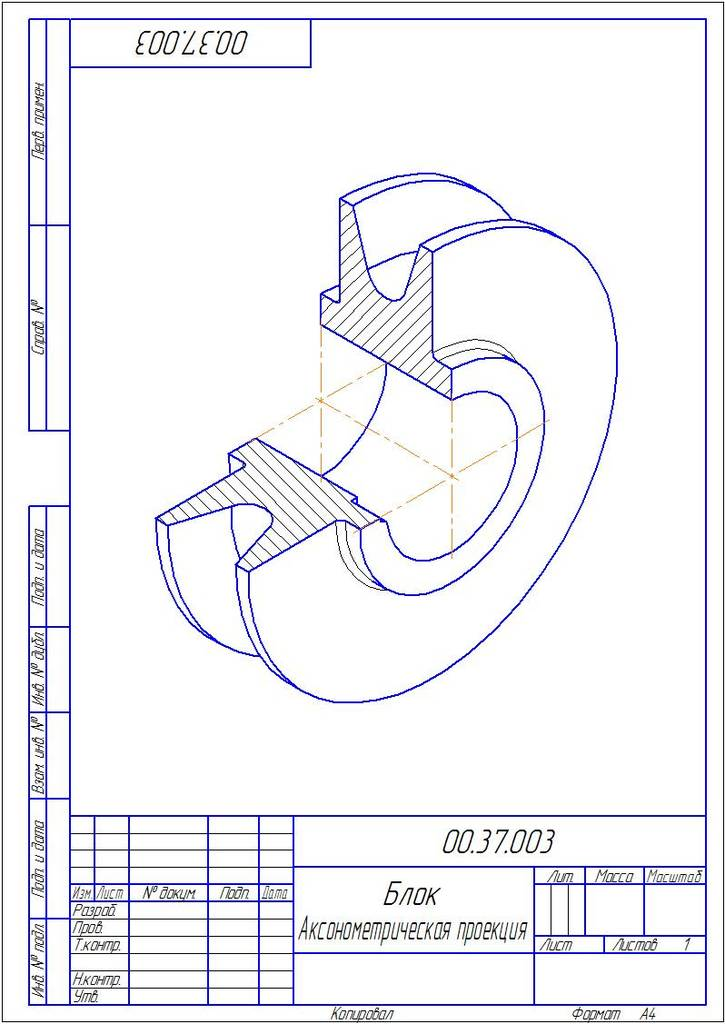 00.37.003
Перв. примен.
Справ. №
Подп. и дата
Инв. № дубл.
Взам. инв. №
Подп. и дата
Инв. № подл.
00.37.003
Лит. Масса Масштаб
Изм. Лист № докум. Подп. Дата
Блок
Аксонометрическая проекция
Разраб.
Пров.
Т.контр.
Лист Листов 1
Н.контр.
Утв.
Копировал Формат А4